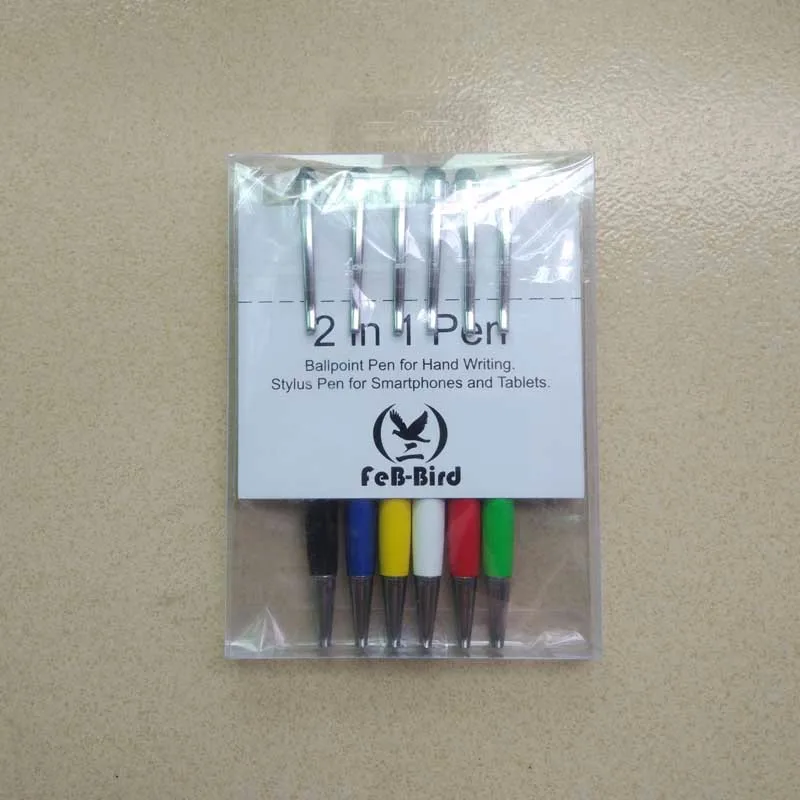 2 in 1 Pen
Ballpoint Pen for Hand Writing.
Stylus Pen for Smartphones and Tablets.
二
FeB-Bird